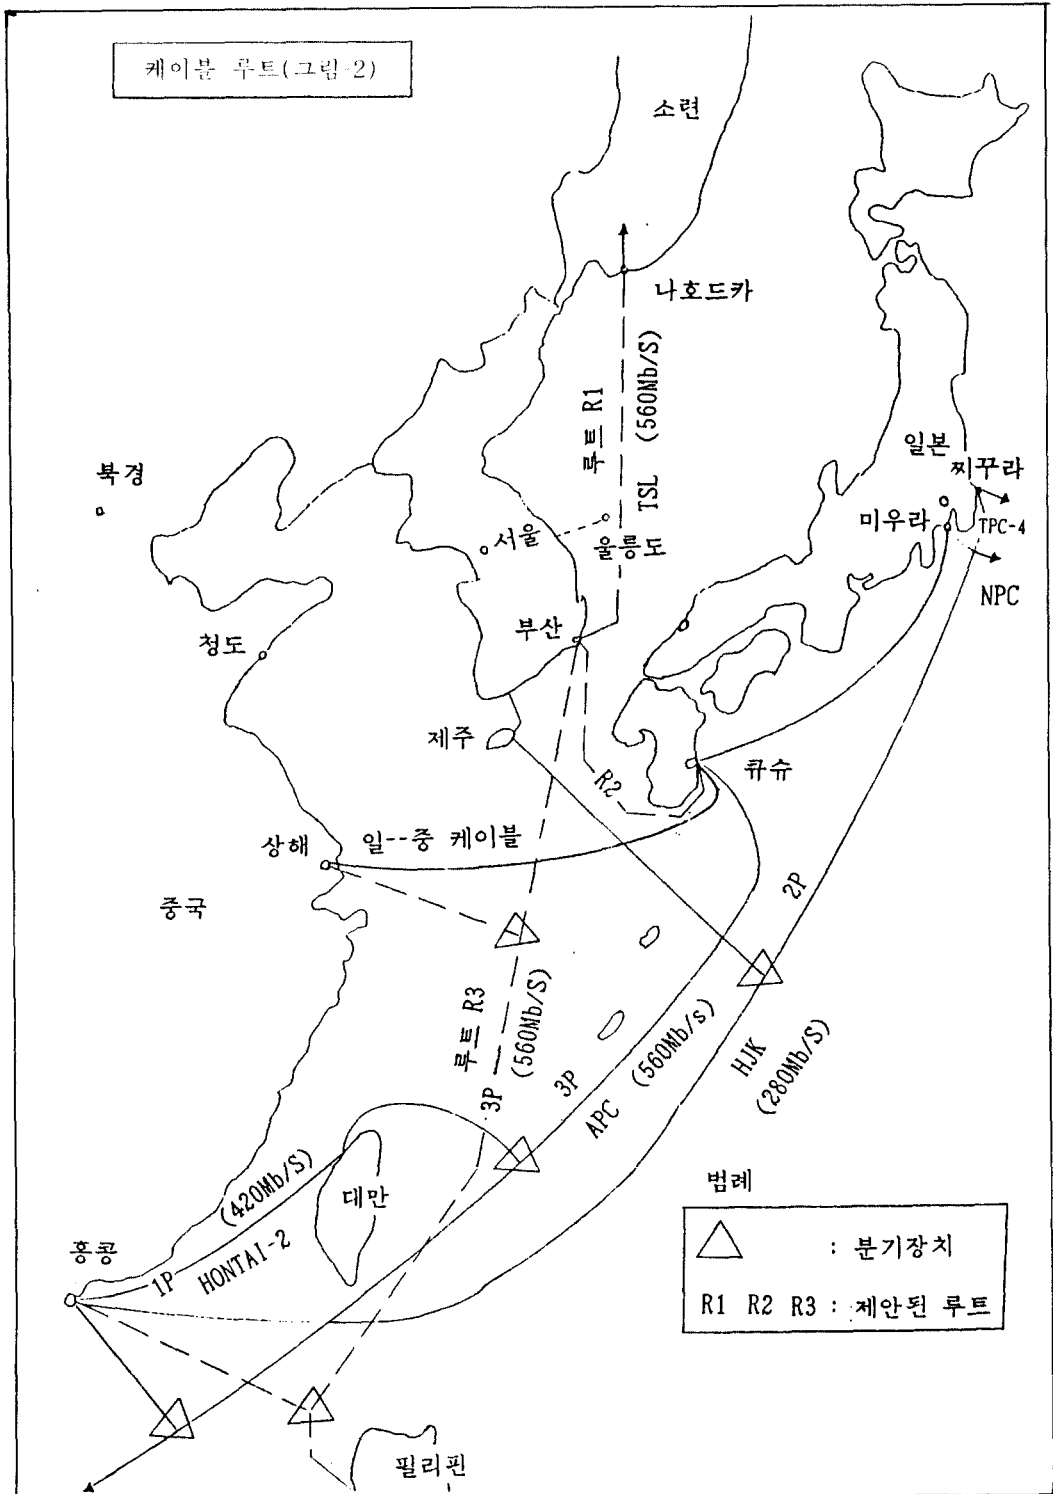 케이블 루트(그림 2)
소련
나호드카
루트 R1
TSL (560Mb/S)
북경
일본
찌꾸라
미우라
TPC-4
NPC
서울
울릉도
부산
청도
제주
큐슈
R2
상해
일--중 케이블
중국
2P
루트 R3
3P (560Mb/S)
3P
APC (560Mb/s)
HJK
(280Mb/S)
(420Mb/S)
대만
홍콩
1P HONTAI-2
범례
: 분기장치
R1 R2 R3 : 제안된 루트
필리핀